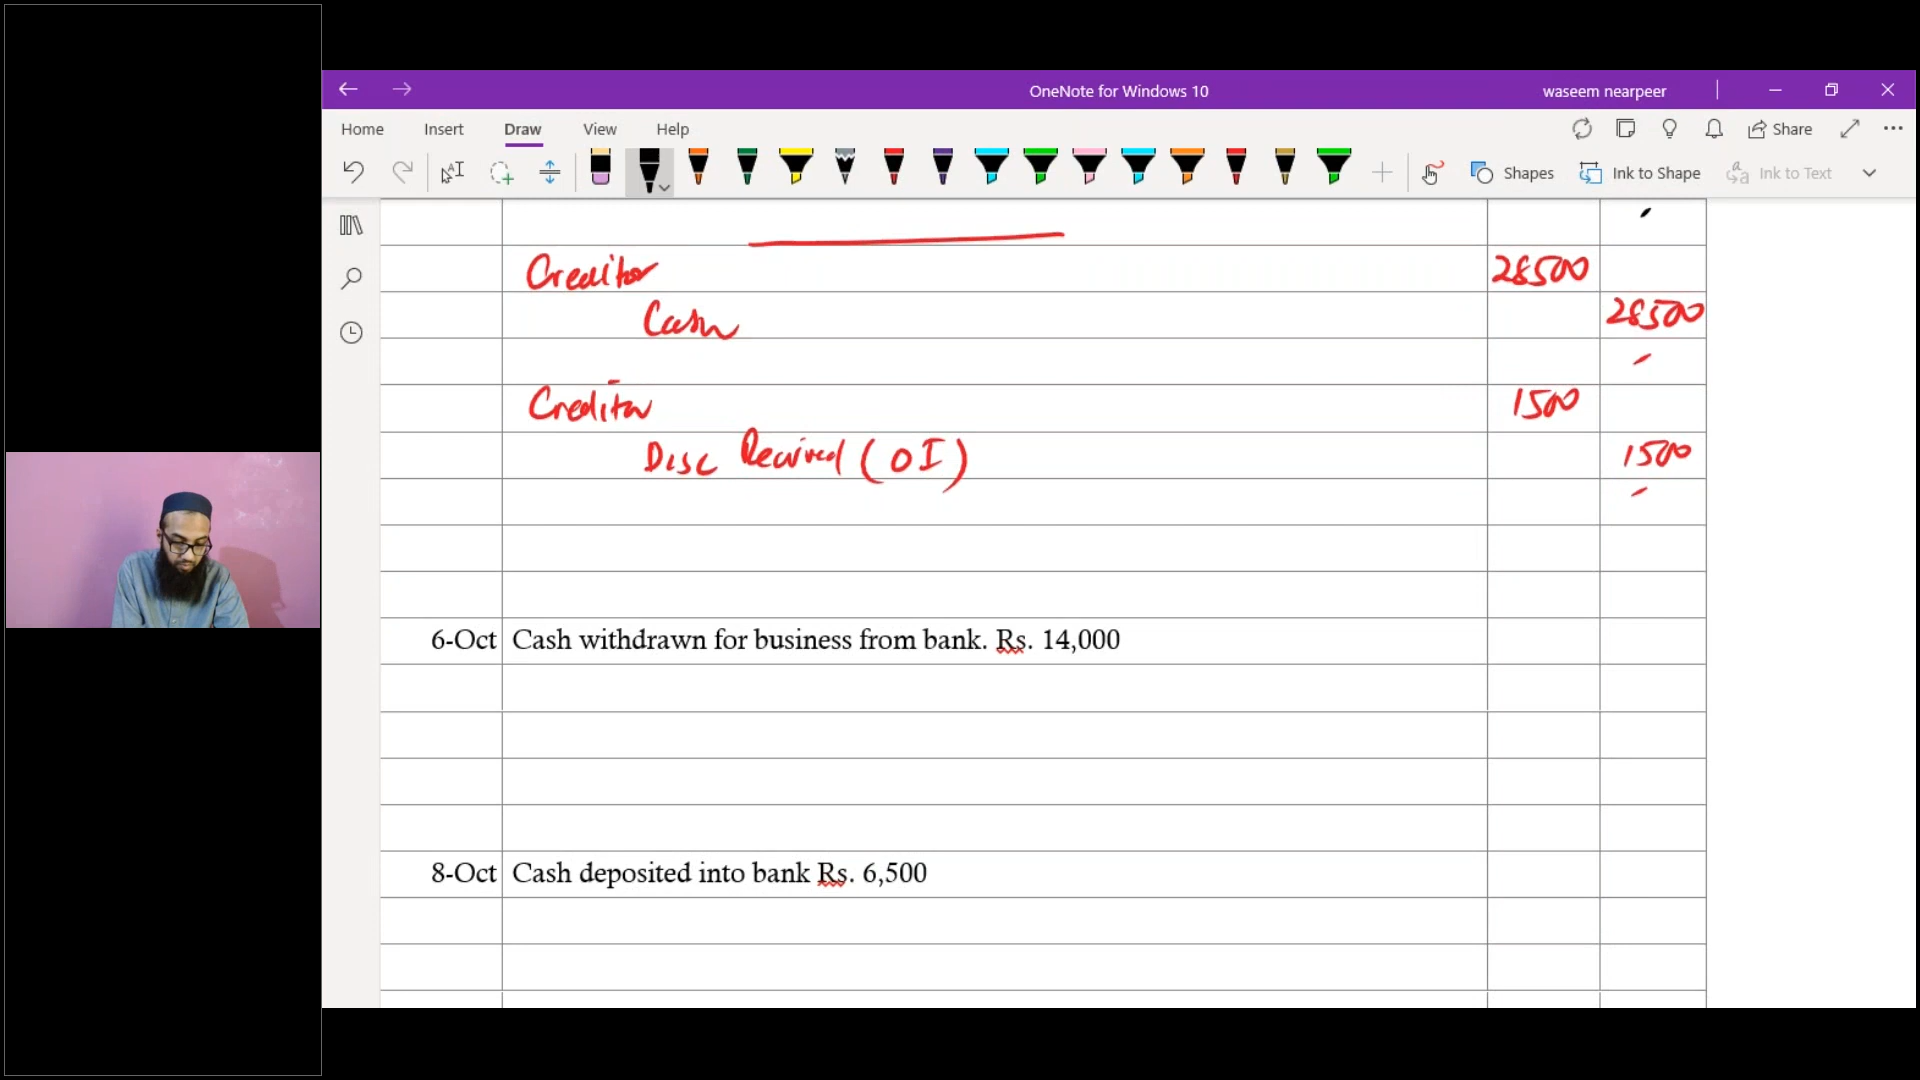 OneNote for Windows 10 waseem nearpeer
Home Insert Draw View Help Share
Shapes Ink to Shape Ink to Text
Creditor 28500
Cash 28500
Creditor 1500
Disc Received (OI) 1500
6-Oct Cash withdrawn for business from bank. Rs. 14,000
8-Oct Cash deposited into bank Rs. 6,500